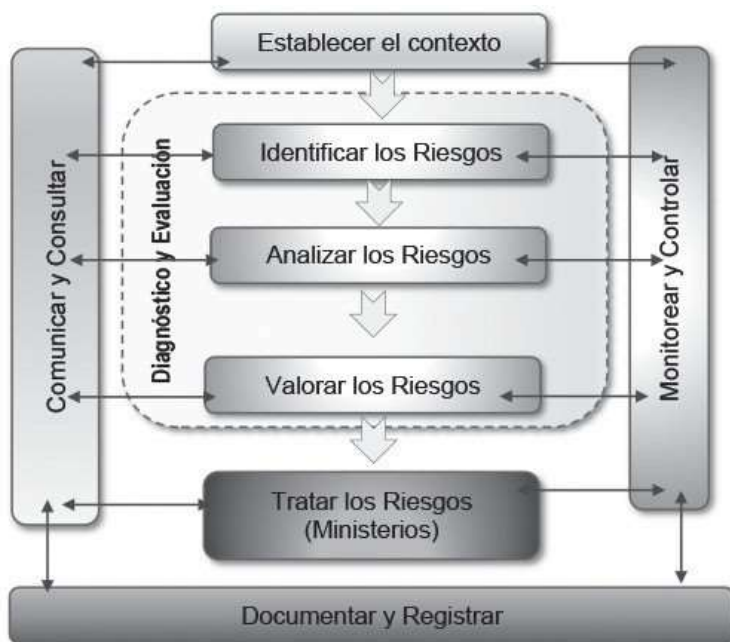 Establecer el contexto
Comunicar y Consultar
Diagnóstico y Evaluación
Identificar los Riesgos
Analizar los Riesgos
Valorar los Riesgos
Monitorear y Controlar
Tratar los Riesgos
(Ministerios)
Documentar y Registrar